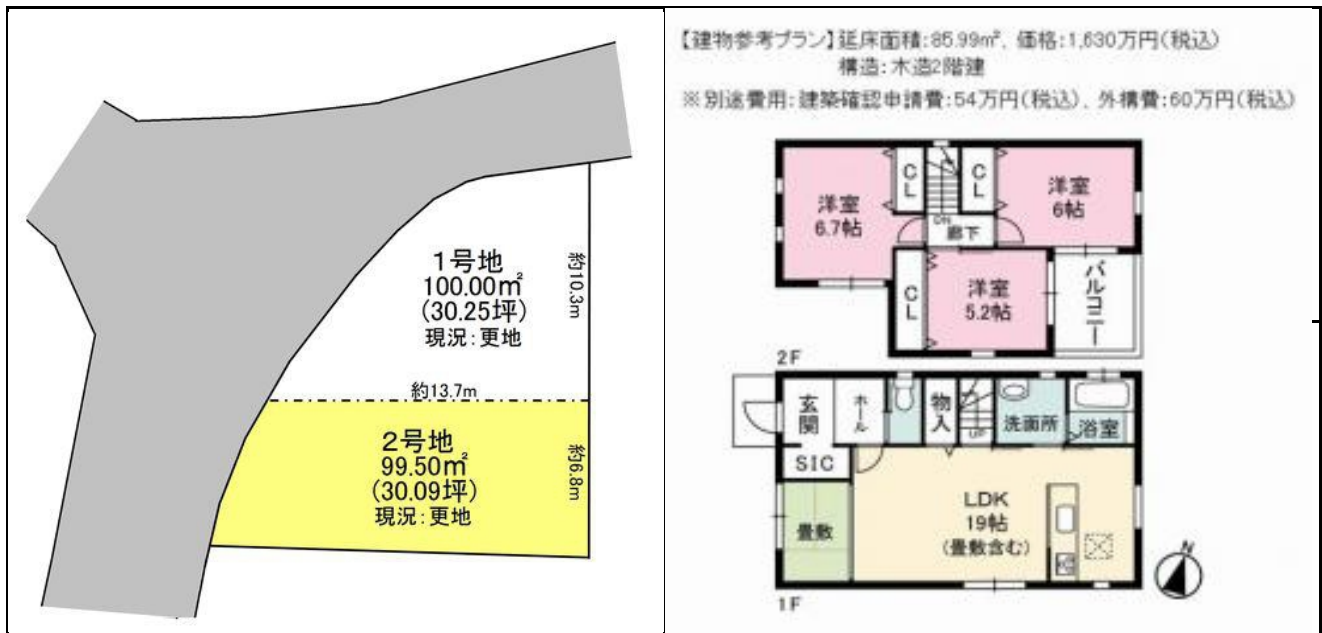 1号地
100.00㎡
(30.25坪)
現況:更地
約10.3m
約13.7m
2号地
99.50㎡
(30.09坪)
現況:更地
約6.8m
【建物参考プラン】延床面積:85.99㎡、価格:1,630万円(税込)
構造:木造2階建
※別途費用:建築確認申請費:54万円(税込)、外構費:60万円(税込)
洋室
6.7帖
CL
DN
廊下
CL
洋室
6帖
CL
洋室
5.2帖
バルコニー
2F
玄関
ホール
物入
UP
洗面所
浴室
SIC
畳敷
LDK
19帖
(畳敷含む)
N
1F